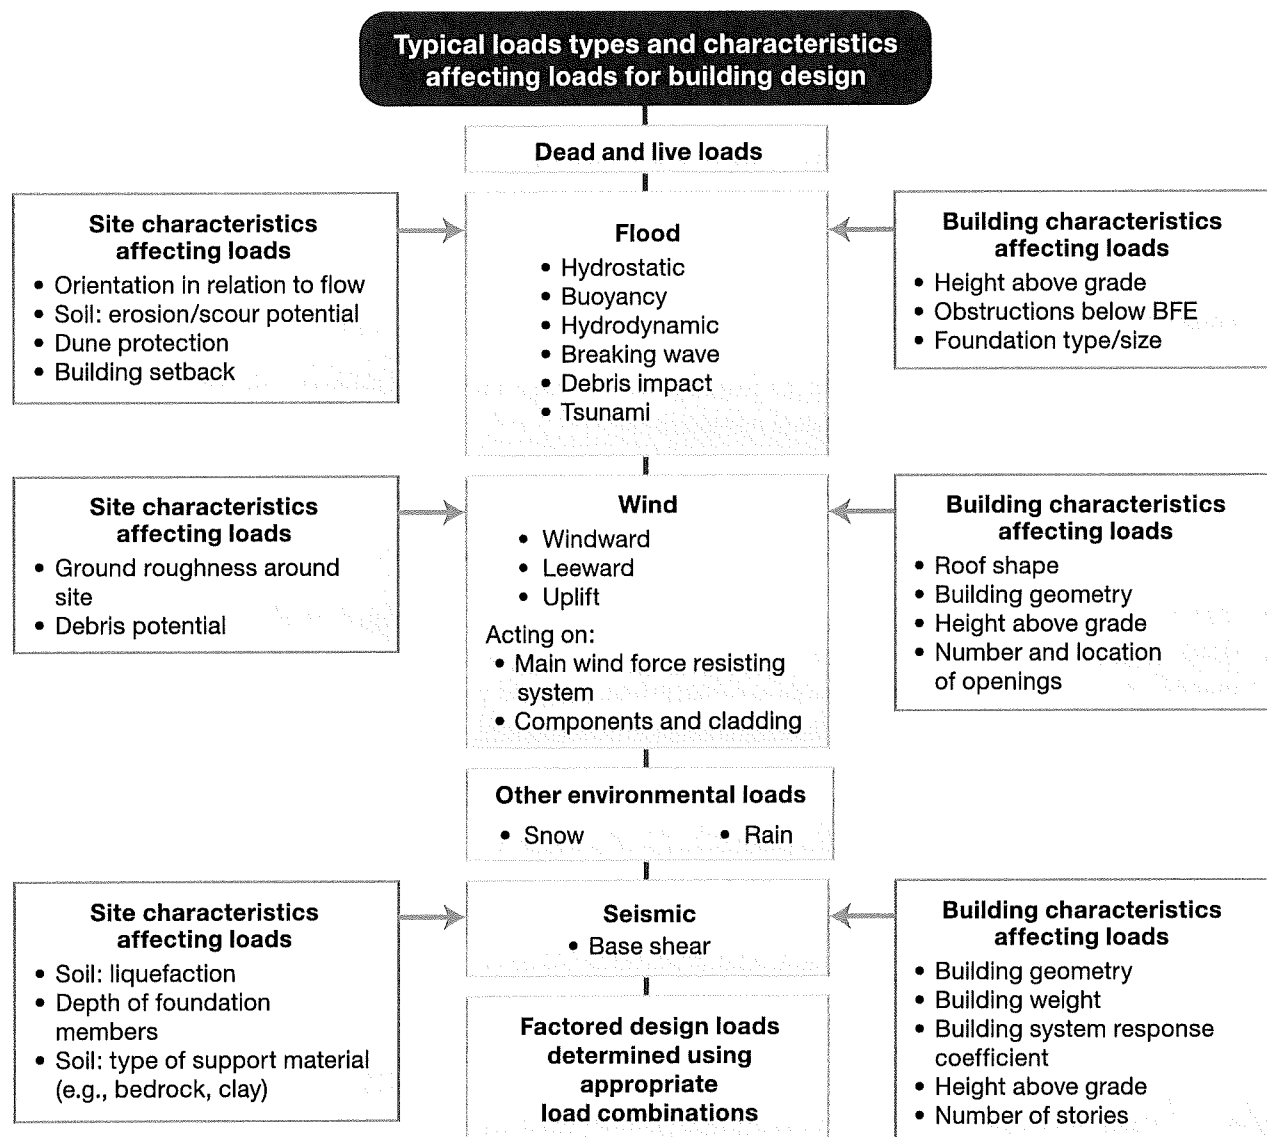 Typical loads types and characteristics
affecting loads for building design
Dead and live loads
Site characteristics
affecting loads
• Orientation in relation to flow
• Soil: erosion/scour potential
• Dune protection
• Building setback
Flood
• Hydrostatic
• Buoyancy
• Hydrodynamic
• Breaking wave
• Debris impact
• Tsunami
Building characteristics
affecting loads
• Height above grade
• Obstructions below BFE
• Foundation type/size
Site characteristics
affecting loads
• Ground roughness around
site
• Debris potential
Wind
• Windward
• Leeward
• Uplift
Acting on:
• Main wind force resisting
system
• Components and cladding
Building characteristics
affecting loads
• Roof shape
• Building geometry
• Height above grade
• Number and location
of openings
Other environmental loads
• Snow • Rain
Site characteristics
affecting loads
• Soil: liquefaction
• Depth of foundation
members
• Soil: type of support material
(e.g., bedrock, clay)
Seismic
• Base shear
Building characteristics
affecting loads
• Building geometry
• Building weight
• Building system response
coefficient
• Height above grade
• Number of stories
Factored design loads
determined using
appropriate
load combinations